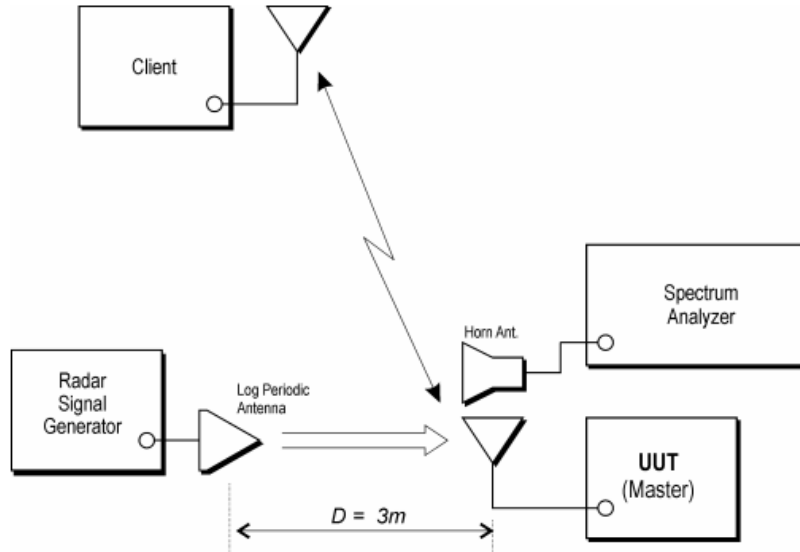 Client
Spectrum
Analyzer
Horn Ant.
Radar
Signal
Generator
Log Periodic
Antenna
UUT
(Master)
D = 3m